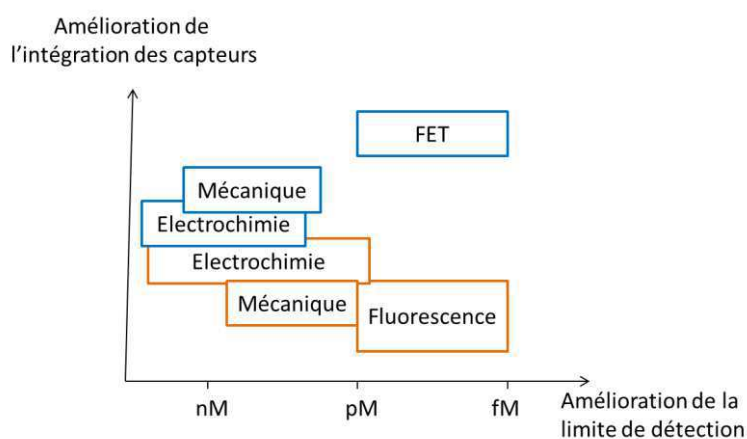 Amélioration de
l'intégration des capteurs
FET
Mécanique
Electrochimie
Electrochimie
Mécanique
Fluorescence
nM
pM
fM
Amélioration de la
limite de détection